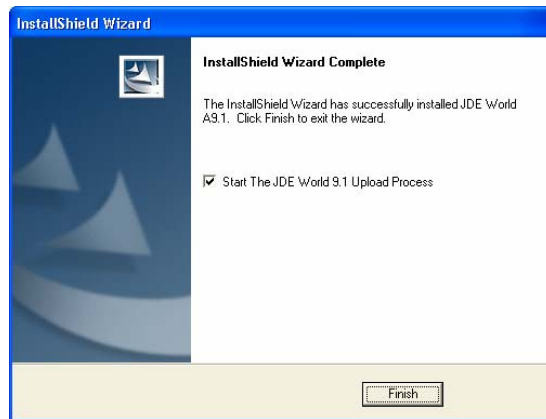 InstallShield Wizard
InstallShield Wizard Complete
The InstallShield Wizard has successfully installed JDE World
A9.1. Click Finish to exit the wizard.
Start The JDE World 9.1 Upload Process
Finish